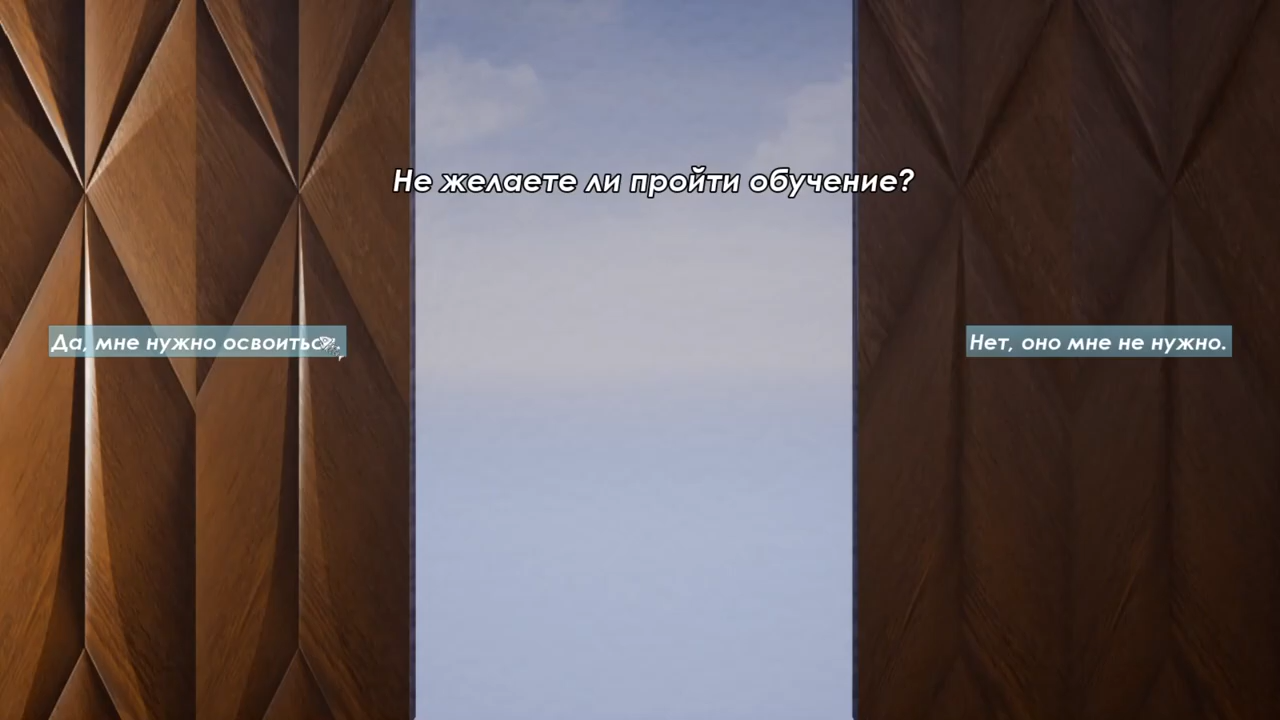 Не желаете ли пройти обучение?
Да, мне нужно освоиться.
Нет, оно мне не нужно.